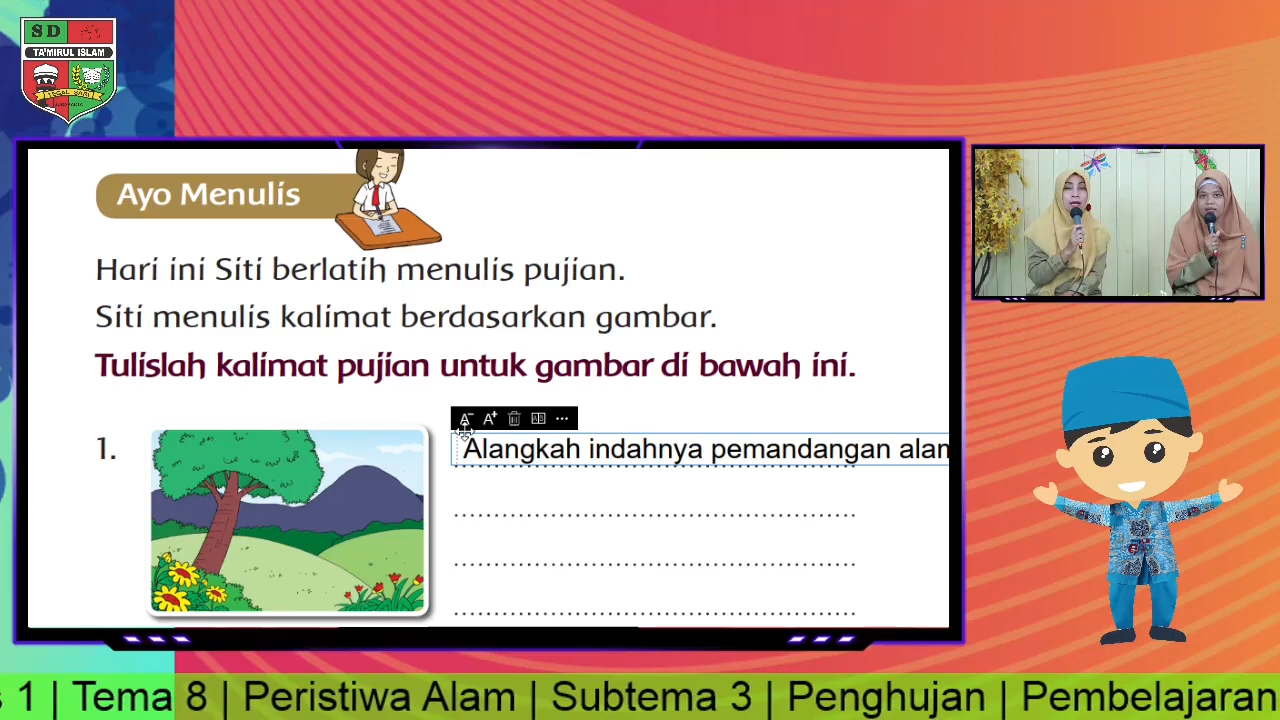 SD
TA'MIRUL ISLAM
Ayo Menulis
Hari ini Siti berlatih menulis pujian.
Siti menulis kalimat berdasarkan gambar.
Tulislah kalimat pujian untuk gambar di bawah ini.
1.
Alangkah indahnya pemandangan alam
s 1 | Tema 8 | Peristiwa Alam | Subtema 3 | Penghujan | Pembelajaran